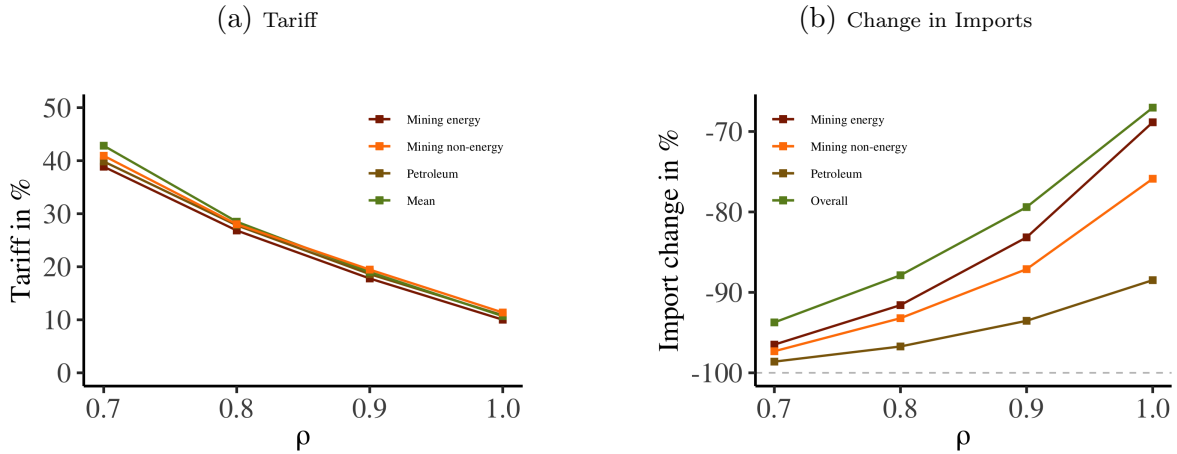 (a) Tariff
50
40
30
20
10
0
Tariff in %
0.7 0.8 0.9 1.0
ρ
Mining energy
Mining non-energy
Petroleum
Mean
(b) Change in Imports
-70
-80
-90
-100
Import change in %
0.7 0.8 0.9 1.0
ρ
Mining energy
Mining non-energy
Petroleum
Overall